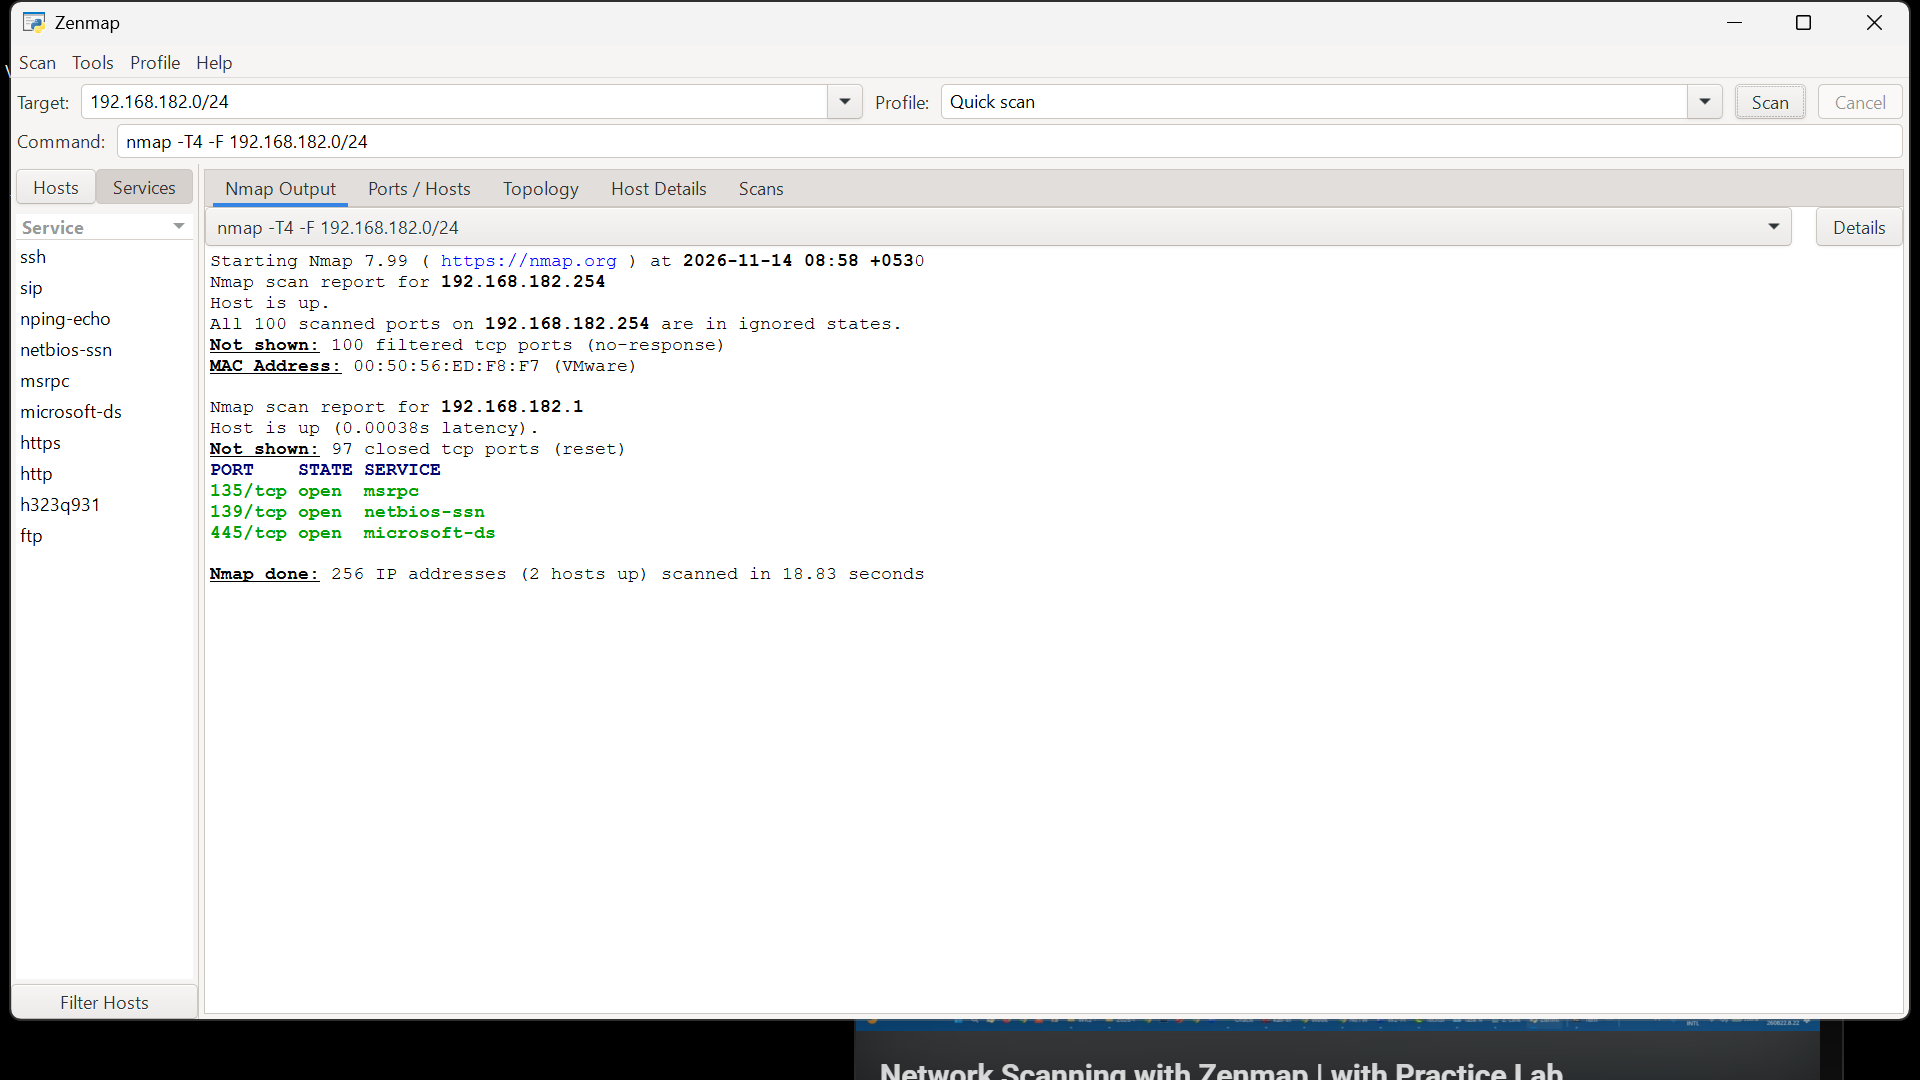 Zenmap
Scan Tools Profile Help
Target: 192.168.182.0/24 Profile: Quick scan Scan Cancel
Command: nmap -T4 -F 192.168.182.0/24
Hosts Services
Nmap Output Ports / Hosts Topology Host Details Scans
Service
nmap -T4 -F 192.168.182.0/24 Details
ssh
sip
nping-echo
netbios-ssn
msrpc
microsoft-ds
https
http
h323q931
ftp
Filter Hosts
Starting Nmap 7.99 ( https://nmap.org ) at 2026-11-14 08:58 +0530
Nmap scan report for 192.168.182.254
Host is up.
All 100 scanned ports on 192.168.182.254 are in ignored states.
Not shown: 100 filtered tcp ports (no-response)
MAC Address: 00:50:56:ED:F8:F7 (VMware)
Nmap scan report for 192.168.182.1
Host is up (0.00038s latency).
Not shown: 97 closed tcp ports (reset)
PORT STATE SERVICE
135/tcp open msrpc
139/tcp open netbios-ssn
445/tcp open microsoft-ds
Nmap done: 256 IP addresses (2 hosts up) scanned in 18.83 seconds
Network Scanning with Zenmap | with Practice Lab